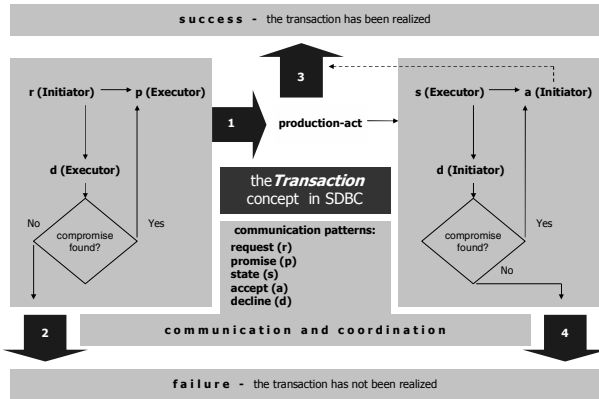 success - the transaction has been realized
3
r (Initiator) p (Executor)
s (Executor) a (Initiator)
1
production-act
d (Executor)
d (Initiator)
the Transaction
concept in SDBC
No
Yes
compromise
found?
communication patterns:
request (r)
promise (p)
state (s)
accept (a)
decline (d)
compromise
found?
Yes
No
2
communication and coordination
4
failure - the transaction has not been realized